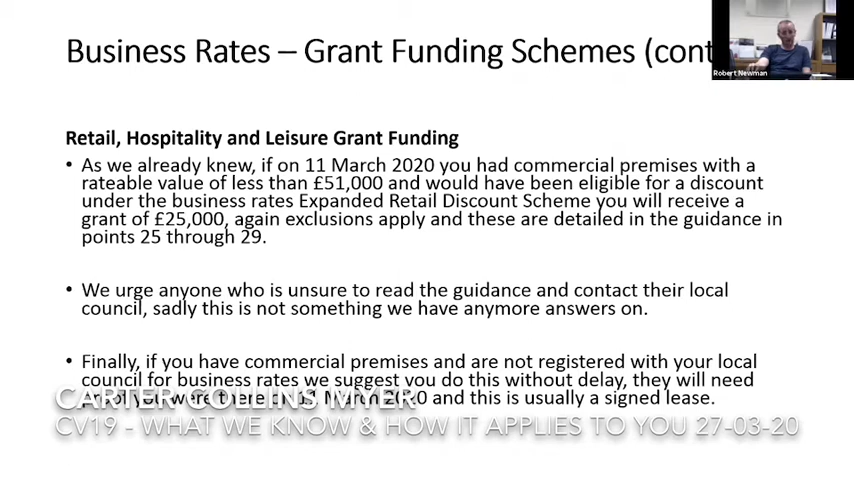 Business Rates – Grant Funding Schemes (cont
Robert Newman
Retail, Hospitality and Leisure Grant Funding
• As we already knew, if on 11 March 2020 you had commercial premises with a
rateable value of less than £51,000 and would have been eligible for a discount
under the business rates Expanded Retail Discount Scheme you will receive a
grant of £25,000, again exclusions apply and these are detailed in the guidance in
points 25 through 29.
• We urge anyone who is unsure to read the guidance and contact their local
council, sadly this is not something we have anymore answers on.
• Finally, if you have commercial premises and are not registered with your local
council for business rates we suggest you do this without delay, they will need
proof you were there on 11 March 2020 and this is usually a signed lease.
CARTER COLLINS MYER
CV19 - WHAT WE KNOW & HOW IT APPLIES TO YOU 27-03-20